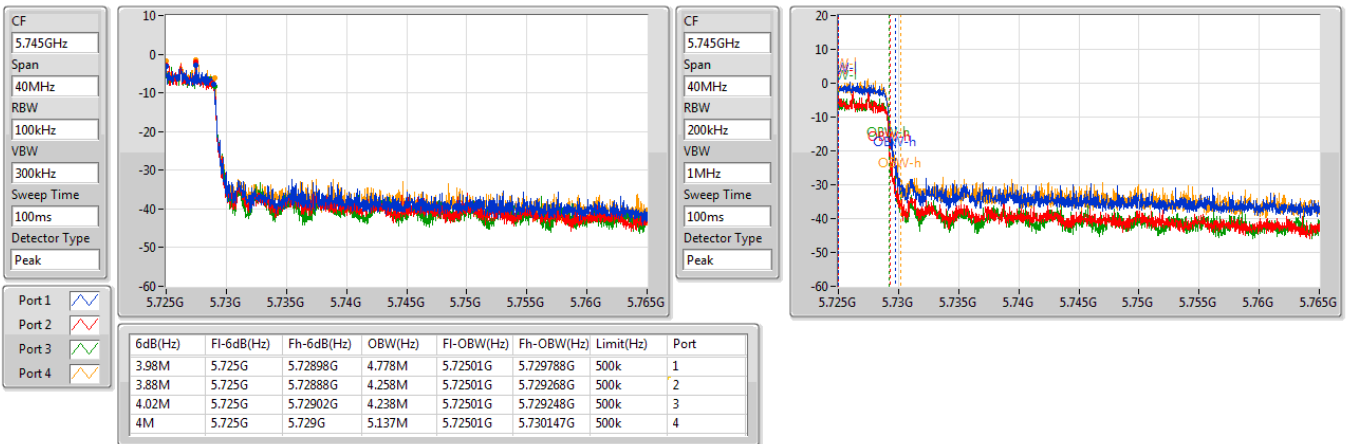 CF
5.745GHz
Span
40MHz
RBW
100kHz
VBW
300kHz
Sweep Time
100ms
Detector Type
Peak
10
0
-10
-20
-30
-40
-50
-60
5.725G 5.73G 5.735G 5.74G 5.745G 5.75G 5.755G 5.76G 5.765G
CF
5.745GHz
Span
40MHz
RBW
200kHz
VBW
1MHz
Sweep Time
100ms
Detector Type
Peak
20
10
0
-10
-20
-30
-40
-50
-60
OBW-h
OBW-h
OBW-h
5.725G 5.73G 5.735G 5.74G 5.745G 5.75G 5.755G 5.76G 5.765G
Port 1
Port 2
Port 3
Port 4
6dB(Hz) Fl-6dB(Hz) Fh-6dB(Hz) OBW(Hz) Fl-OBW(Hz) Fh-OBW(Hz) Limit(Hz) Port
3.98M 5.725G 5.72898G 4.778M 5.72501G 5.729788G 500k 1
3.88M 5.725G 5.72888G 4.258M 5.72501G 5.729268G 500k 2
4.02M 5.725G 5.72902G 4.238M 5.72501G 5.729248G 500k 3
4M 5.725G 5.729G 5.137M 5.72501G 5.730147G 500k 4